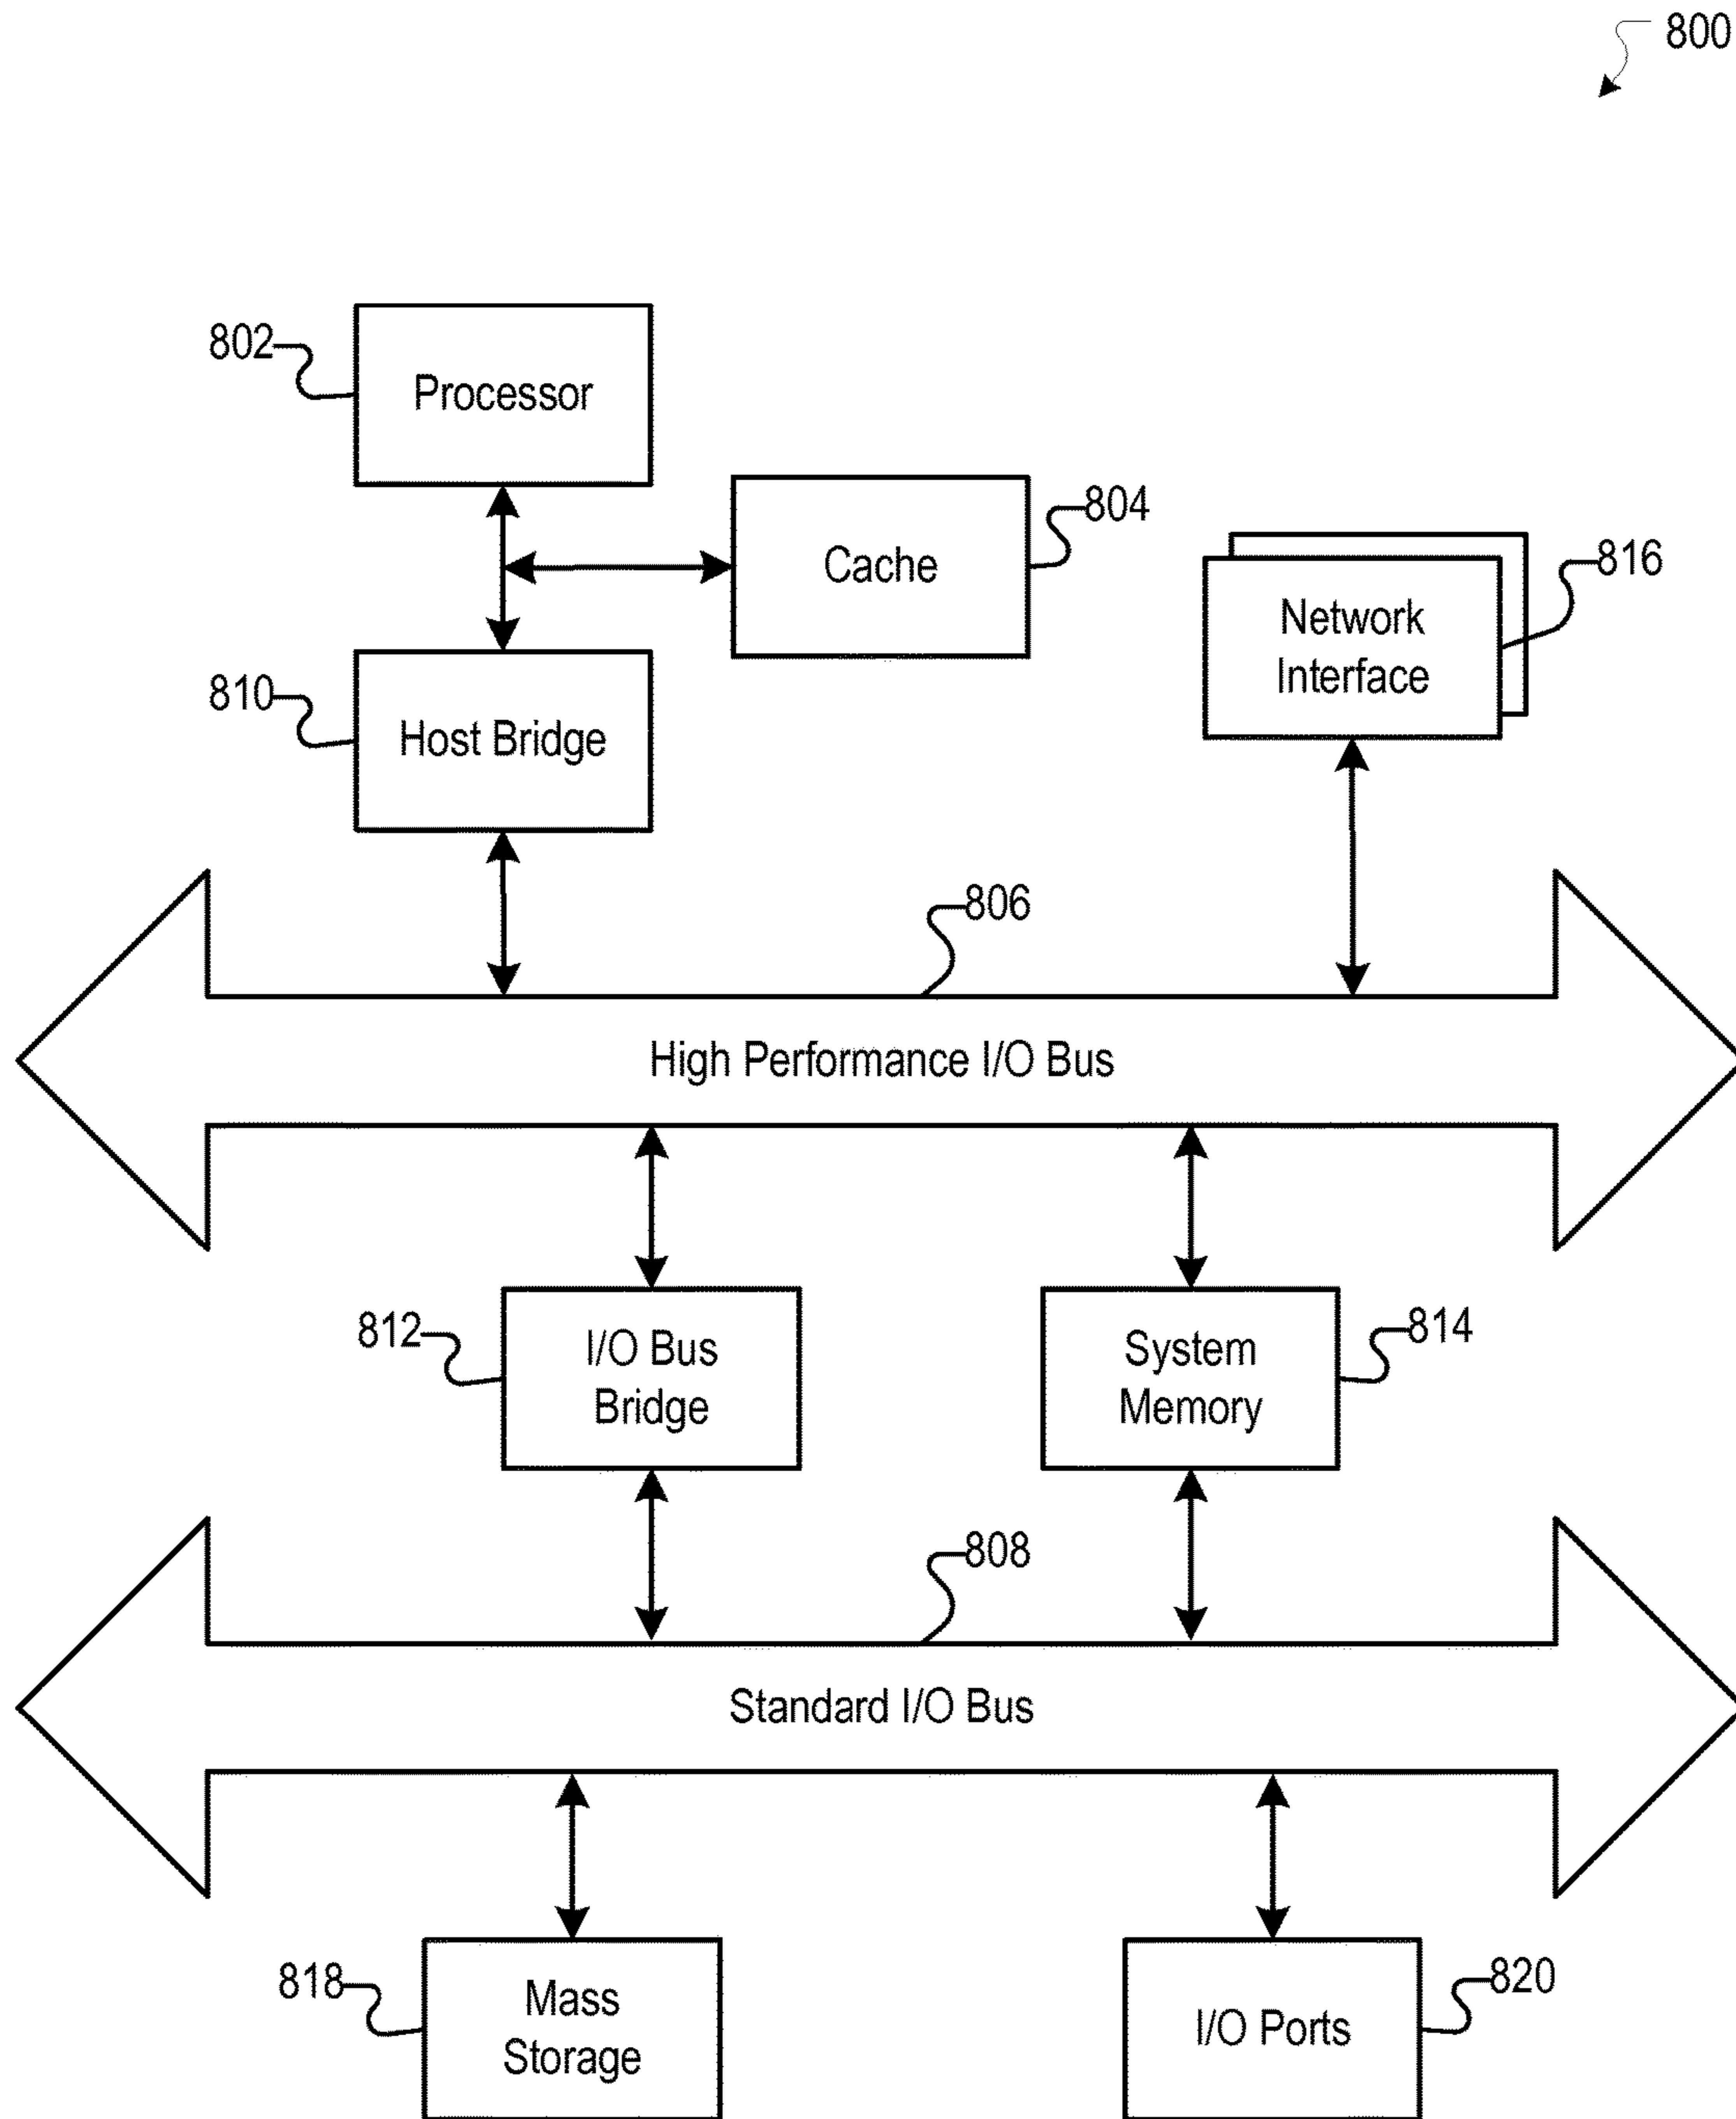 800
802
Processor
Cache
804
Network
Interface
816
810
Host Bridge
806
High Performance I/O Bus
812
I/O Bus
Bridge
System
Memory
814
808
Standard I/O Bus
818
Mass
Storage
I/O Ports
820